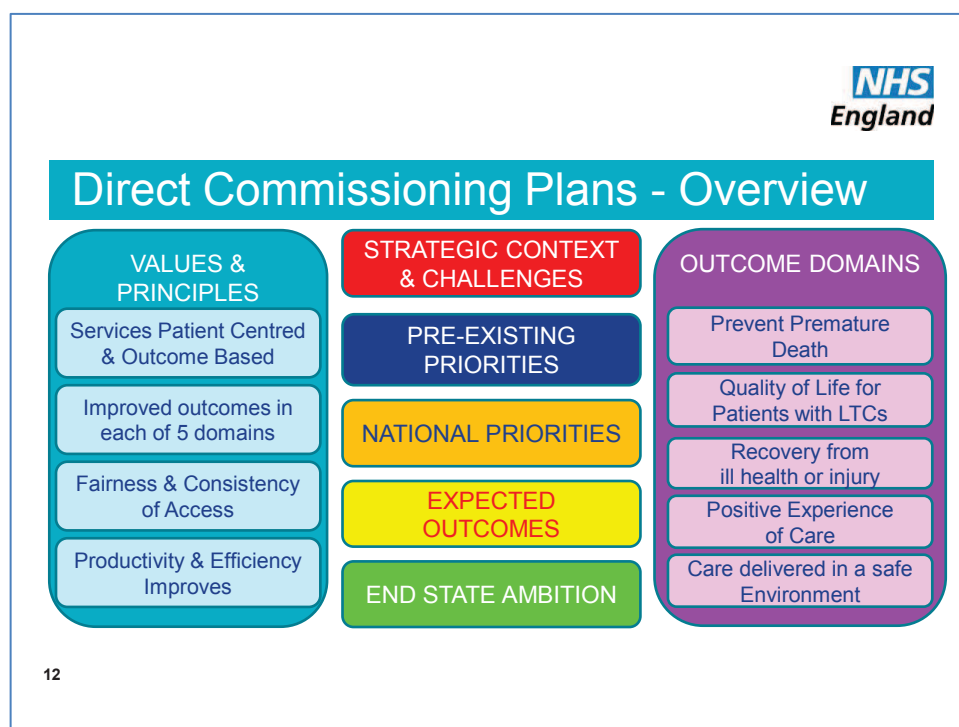 NHS
England
Direct Commissioning Plans - Overview
VALUES &
PRINCIPLES
Services Patient Centred
& Outcome Based
Improved outcomes in
each of 5 domains
Fairness & Consistency
of Access
Productivity & Efficiency
Improves
STRATEGIC CONTEXT
& CHALLENGES
PRE-EXISTING
PRIORITIES
NATIONAL PRIORITIES
EXPECTED
OUTCOMES
END STATE AMBITION
OUTCOME DOMAINS
Prevent Premature
Death
Quality of Life for
Patients with LTCs
Recovery from
ill health or injury
Positive Experience
of Care
Care delivered in a safe
Environment
12